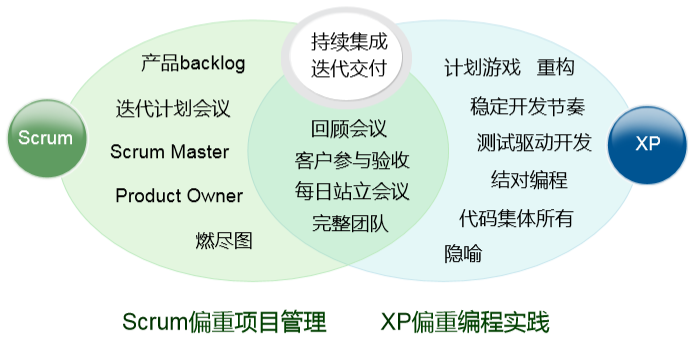 持续集成
迭代交付
产品backlog
迭代计划会议
Scrum Master
Product Owner
燃尽图
Scrum
回顾会议
客户参与验收
每日站立会议
完整团队
计划游戏 重构
稳定开发节奏
测试驱动开发
结对编程
代码集体所有
隐喻
XP
Scrum偏重项目管理
XP偏重编程实践